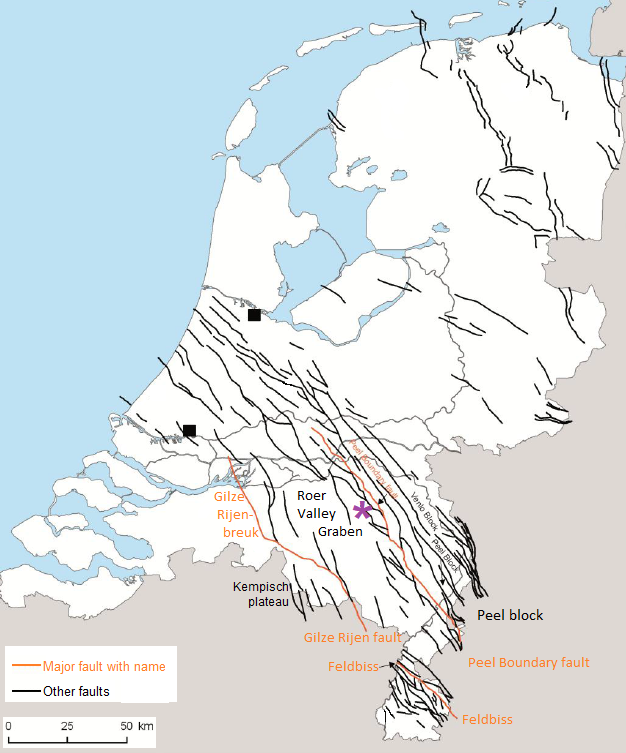 Peel Boundary fault
Gilze
Rijen-
breuk
Roer
Valley
Graben
Venlo Block
Peel Block
Kempisch
plateau
Peel block
Gilze Rijen fault
Peel Boundary fault
Feldbiss
Feldbiss
Major fault with name
Other faults
0 25 50 km